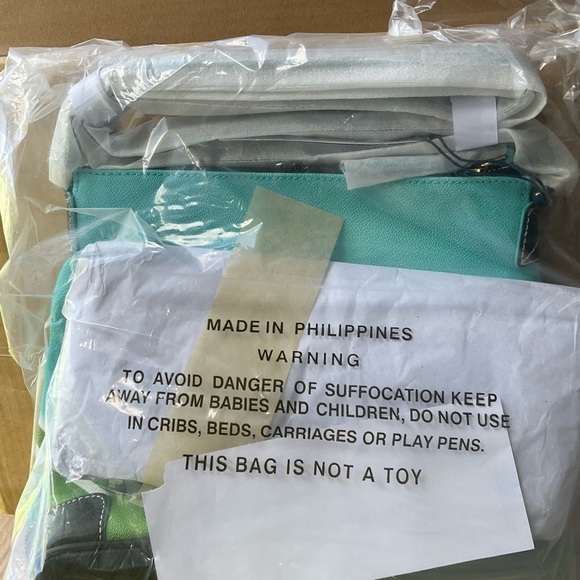 MADE IN PHILIPPINES
WARNING
TO AVOID DANGER OF SUFFOCATION KEEP
AWAY FROM BABIES AND CHILDREN, DO NOT USE
IN CRIBS, BEDS, CARRIAGES OR PLAY PENS.
THIS BAG IS NOT A TOY